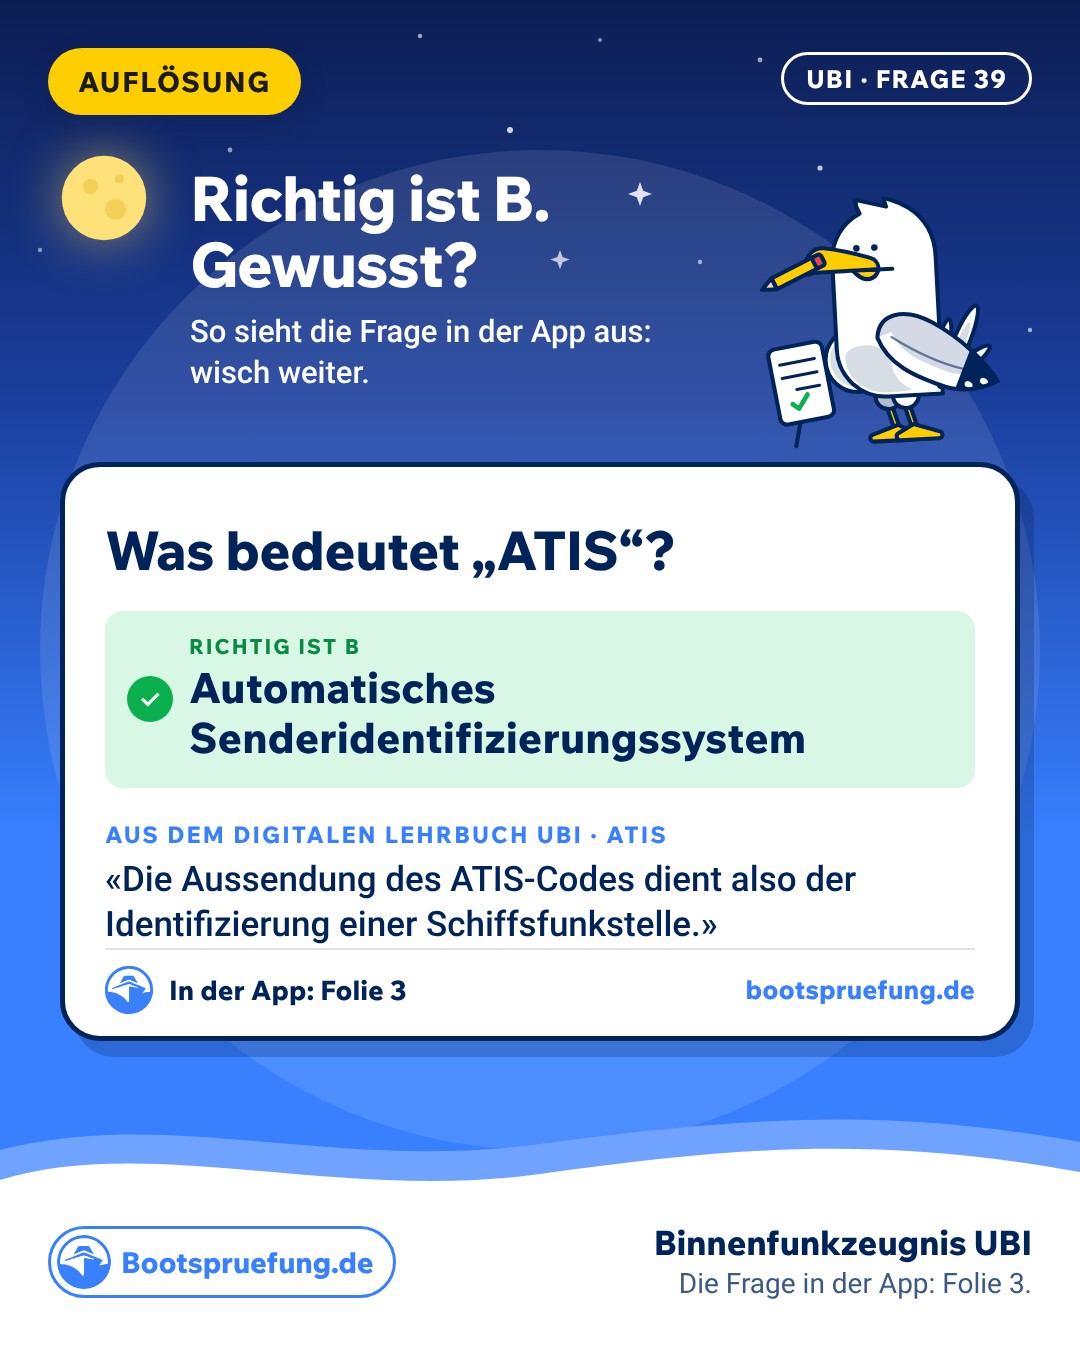 AUFLÖSUNG
UBI · FRAGE 39
Richtig ist B.
Gewusst?
So sieht die Frage in der App aus:
wisch weiter.
Was bedeutet „ATIS“?
RICHTIG IST B
Automatisches
Senderidentifizierungssystem
AUS DEM DIGITALEN LEHRBUCH UBI · ATIS
«Die Aussendung des ATIS-Codes dient also der
Identifizierung einer Schiffsfunkstelle.»
In der App: Folie 3
bootspruefung.de
Bootspruefung.de
Binnenfunkzeugnis UBI
Die Frage in der App: Folie 3.